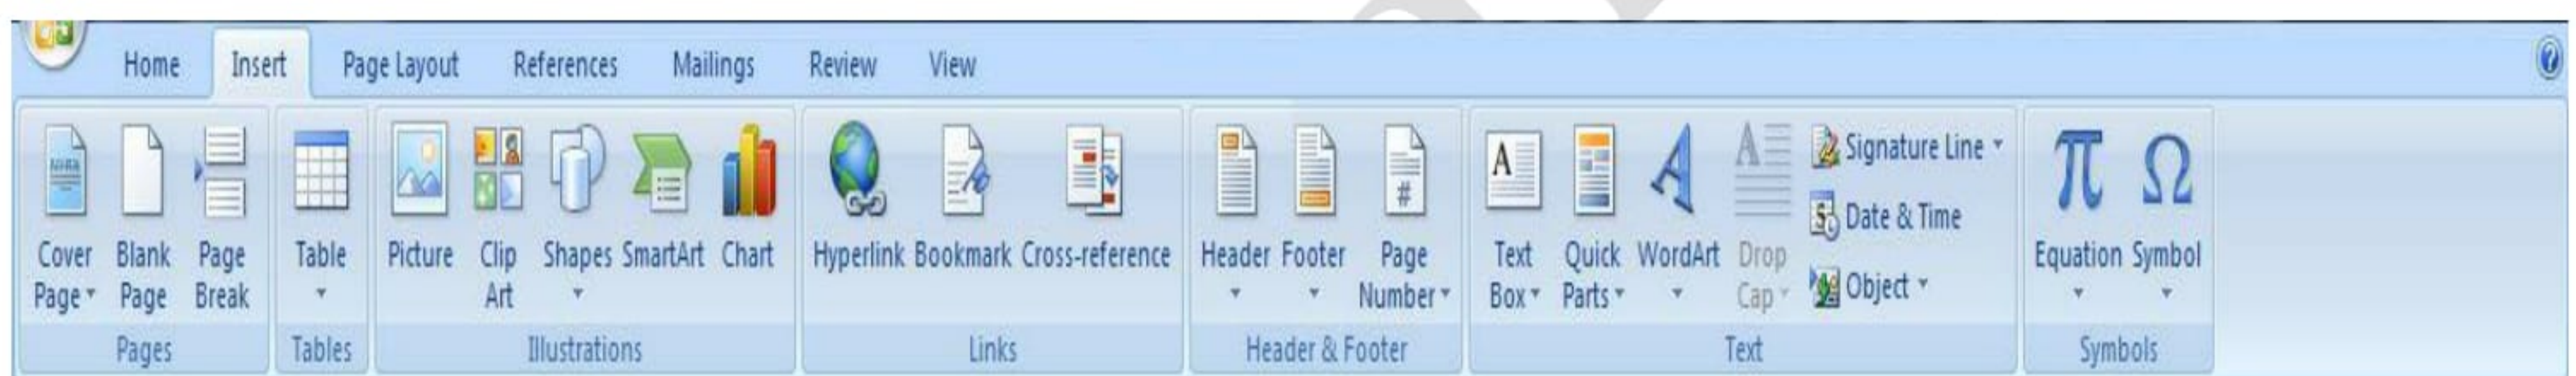 Home Insert Page Layout References Mailings Review View
Cover Page
Blank Page
Page Break
Pages
Table
Tables
Picture
Clip Art
Shapes
SmartArt
Chart
Illustrations
Hyperlink
Bookmark
Cross-reference
Links
Header
Footer
Page Number
Header & Footer
Text Box
Quick Parts
WordArt
Drop Cap
Signature Line
Date & Time
Object
Text
Equation
Symbol
Symbols